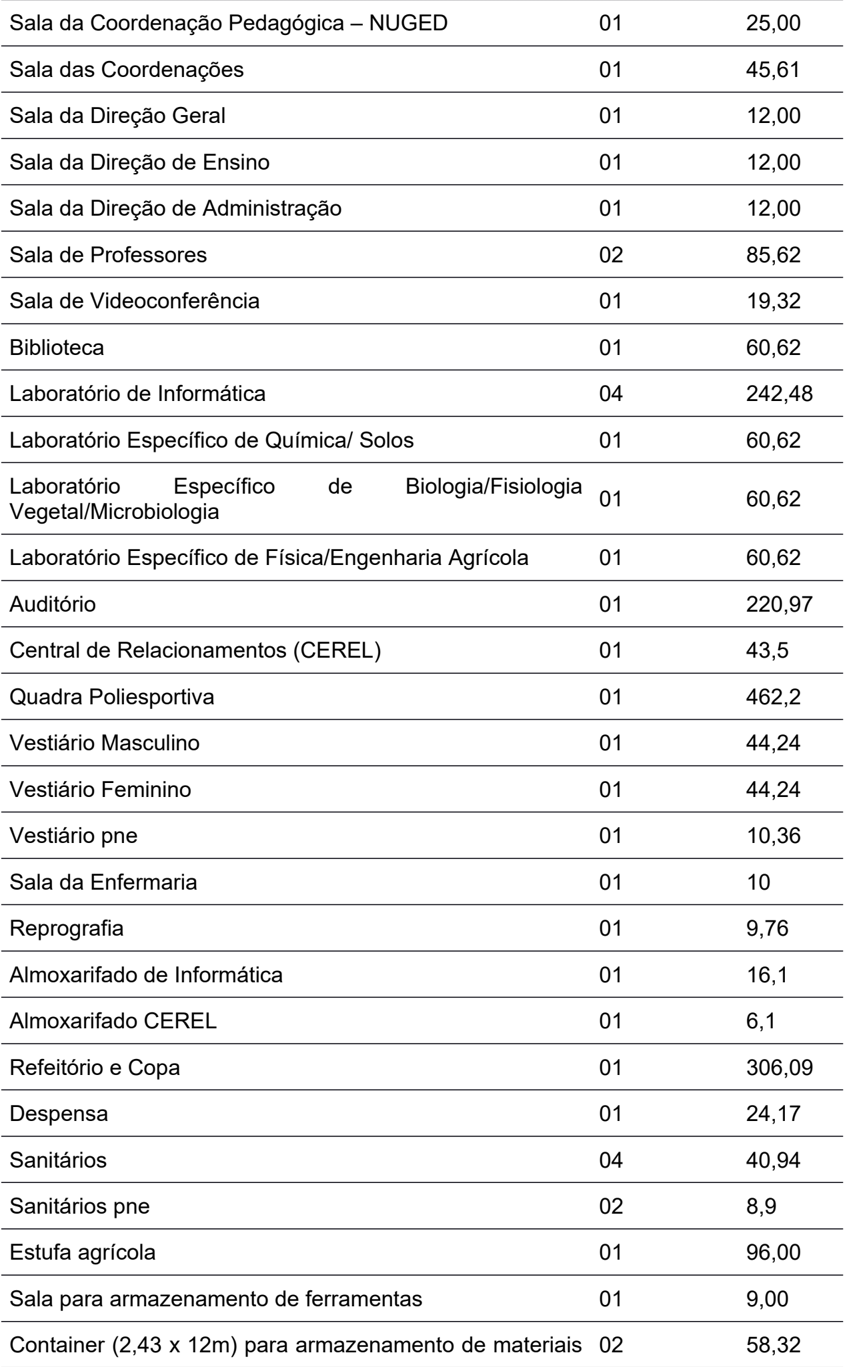 Sala da Coordenação Pedagógica – NUGED 01 25,00
Sala das Coordenações 01 45,61
Sala da Direção Geral 01 12,00
Sala da Direção de Ensino 01 12,00
Sala da Direção de Administração 01 12,00
Sala de Professores 02 85,62
Sala de Videoconferência 01 19,32
Biblioteca 01 60,62
Laboratório de Informática 04 242,48
Laboratório Específico de Química/ Solos 01 60,62
Laboratório Específico de Biologia/Fisiologia
Vegetal/Microbiologia 01 60,62
Laboratório Específico de Física/Engenharia Agrícola 01 60,62
Auditório 01 220,97
Central de Relacionamentos (CEREL) 01 43,5
Quadra Poliesportiva 01 462,2
Vestiário Masculino 01 44,24
Vestiário Feminino 01 44,24
Vestiário pne 01 10,36
Sala da Enfermaria 01 10
Reprografia 01 9,76
Almoxarifado de Informática 01 16,1
Almoxarifado CEREL 01 6,1
Refeitório e Copa 01 306,09
Despensa 01 24,17
Sanitários 04 40,94
Sanitários pne 02 8,9
Estufa agrícola 01 96,00
Sala para armazenamento de ferramentas 01 9,00
Container (2,43 x 12m) para armazenamento de materiais 02 58,32